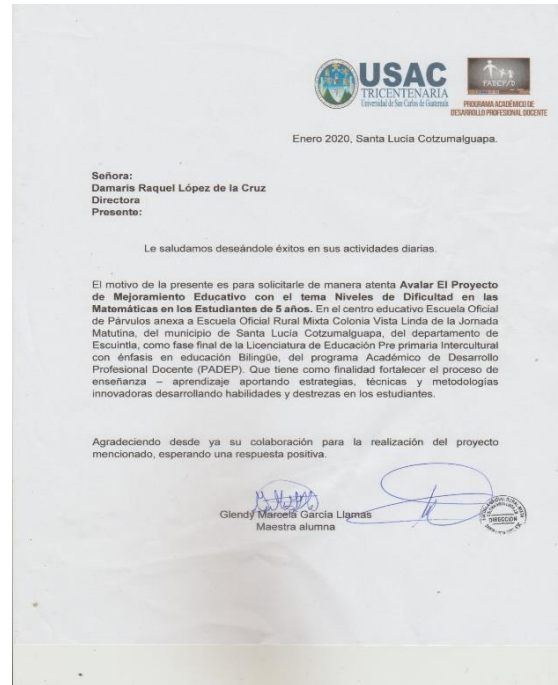 USAC
TRICENTENARIA
Universidad de San Carlos de Guatemala
PADEP/D
PROGRAMA ACADÉMICO DE
DESARROLLO PROFESIONAL DOCENTE
Enero 2020, Santa Lucía Cotzumalguapa.
Señora:
Damaris Raquel López de la Cruz
Directora
Presente:
Le saludamos deseándole éxitos en sus actividades diarias.
El motivo de la presente es para solicitarle de manera atenta Avalar El Proyecto
de Mejoramiento Educativo con el tema Niveles de Dificultad en las
Matemáticas en los Estudiantes de 5 años. En el centro educativo Escuela Oficial
de Párvulos anexa a Escuela Oficial Rural Mixta Colonia Vista Linda de la Jornada
Matutina, del municipio de Santa Lucía Cotzumalguapa, del departamento de
Escuintla, como fase final de la Licenciatura de Educación Pre primaria Intercultural
con énfasis en educación Bilingüe, del programa Académico de Desarrollo
Profesional Docente (PADEP). Que tiene como finalidad fortalecer el proceso de
enseñanza – aprendizaje aportando estrategias, técnicas y metodologías
innovadoras desarrollando habilidades y destrezas en los estudiantes.
Agradeciendo desde ya su colaboración para la realización del proyecto
mencionado, esperando una respuesta positiva.
Glendy Marcela García Llamas
Maestra alumna
DIRECCION